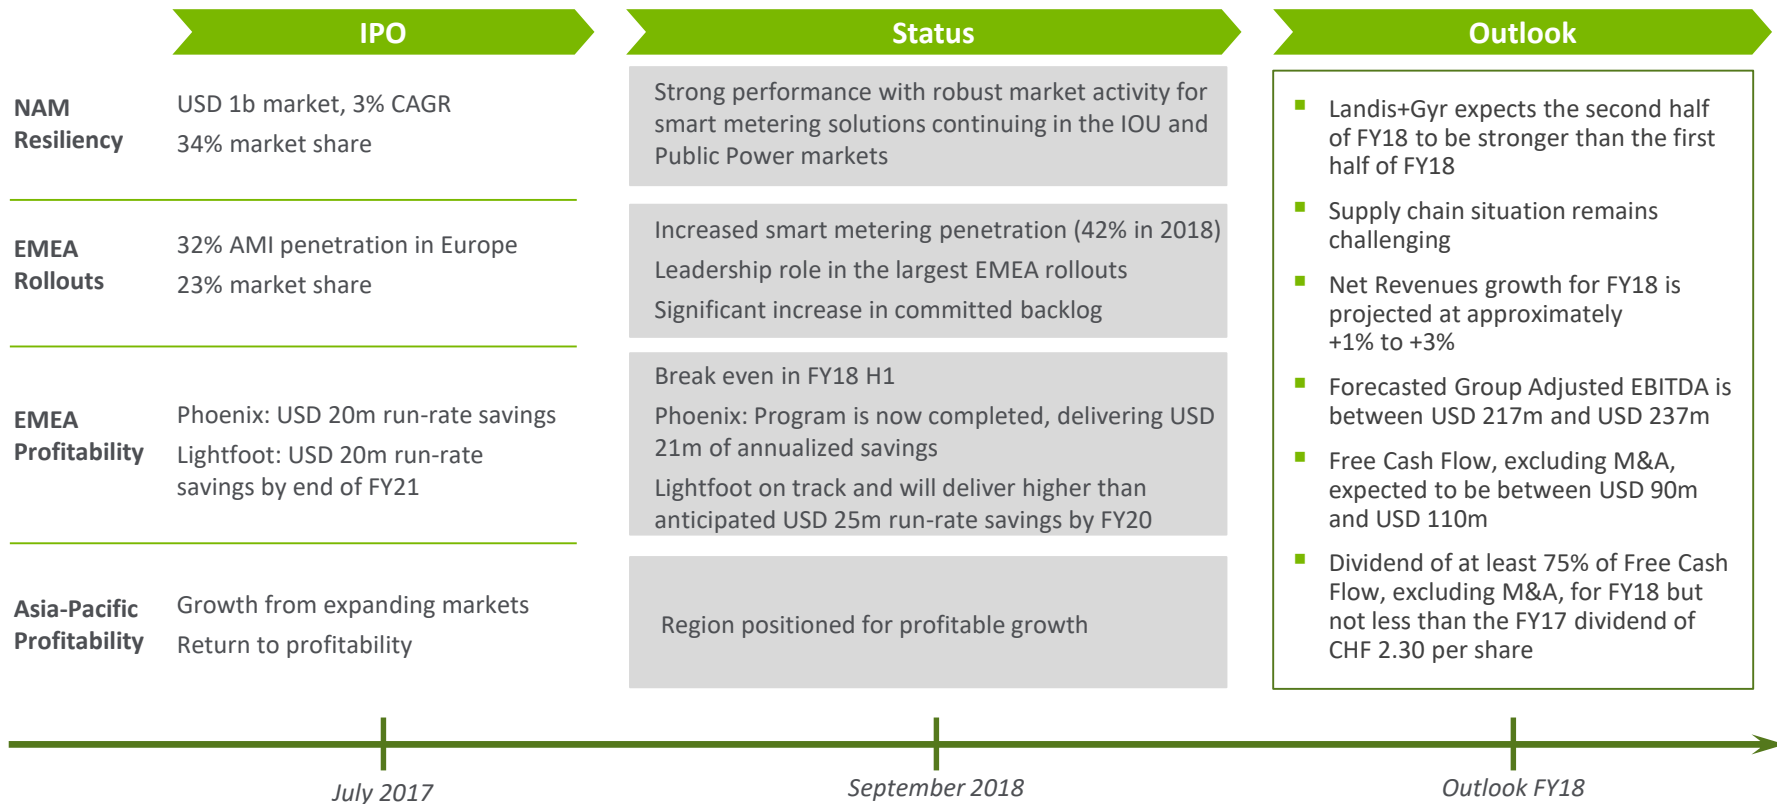 IPO
Status
Outlook
NAM
Resiliency
USD 1b market, 3% CAGR
34% market share
Strong performance with robust market activity for
smart metering solutions continuing in the IOU and
Public Power markets
EMEA
Rollouts
32% AMI penetration in Europe
23% market share
Increased smart metering penetration (42% in 2018)
Leadership role in the largest EMEA rollouts
Significant increase in committed backlog
EMEA
Profitability
Phoenix: USD 20m run-rate savings
Lightfoot: USD 20m run-rate
savings by end of FY21
Break even in FY18 H1
Phoenix: Program is now completed, delivering USD
21m of annualized savings
Lightfoot on track and will deliver higher than
anticipated USD 25m run-rate savings by FY20
Asia-Pacific
Profitability
Growth from expanding markets
Return to profitability
Region positioned for profitable growth
Landis+Gyr expects the second half
of FY18 to be stronger than the first
half of FY18
Supply chain situation remains
challenging
Net Revenues growth for FY18 is
projected at approximately
+1% to +3%
Forecasted Group Adjusted EBITDA is
between USD 217m and USD 237m
Free Cash Flow, excluding M&A,
expected to be between USD 90m
and USD 110m
Dividend of at least 75% of Free Cash
Flow, excluding M&A, for FY18 but
not less than the FY17 dividend of
CHF 2.30 per share
July 2017
September 2018
Outlook FY18